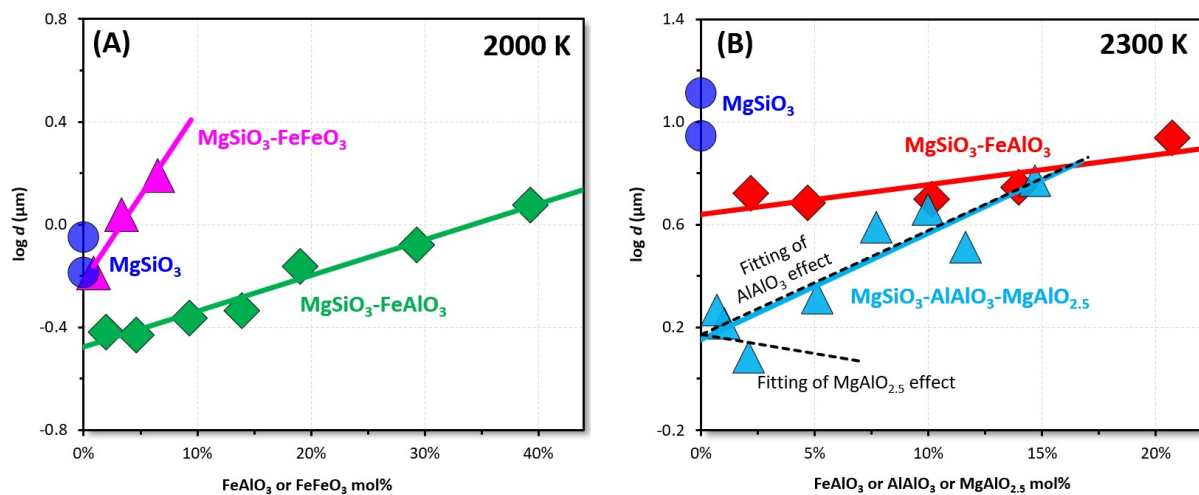 (A)
2000 K
0.8
0.4
0.0
-0.4
-0.8
log d (μm)
MgSiO₃-FeFeO₃
MgSiO₃
MgSiO₃-FeAlO₃
0%
10%
20%
30%
40%
FeAlO₃ or FeFeO₃ mol%
(B)
2300 K
1.4
1.0
0.6
0.2
-0.2
log d (μm)
MgSiO₃
MgSiO₃-FeAlO₃
Fitting of
AlAlO₃ effect
MgSiO₃-AlAlO₃-MgAlO₂.₅
Fitting of MgAlO₂.₅ effect
0%
5%
10%
15%
20%
FeAlO₃ or AlAlO₃ or MgAlO₂.₅ mol%